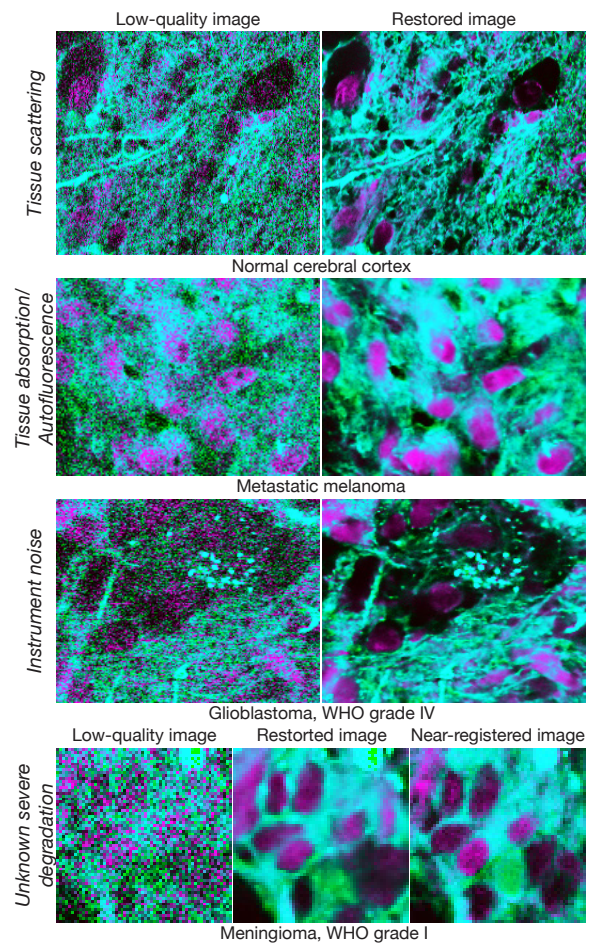 Low-quality image Restored image
Tissue scattering
Normal cerebral cortex
Tissue absorption/
Autofluorescence
Metastatic melanoma
Instrument noise
Glioblastoma, WHO grade IV
Low-quality image Restorted image Near-registered image
Unknown severe
degradation
Meningioma, WHO grade I